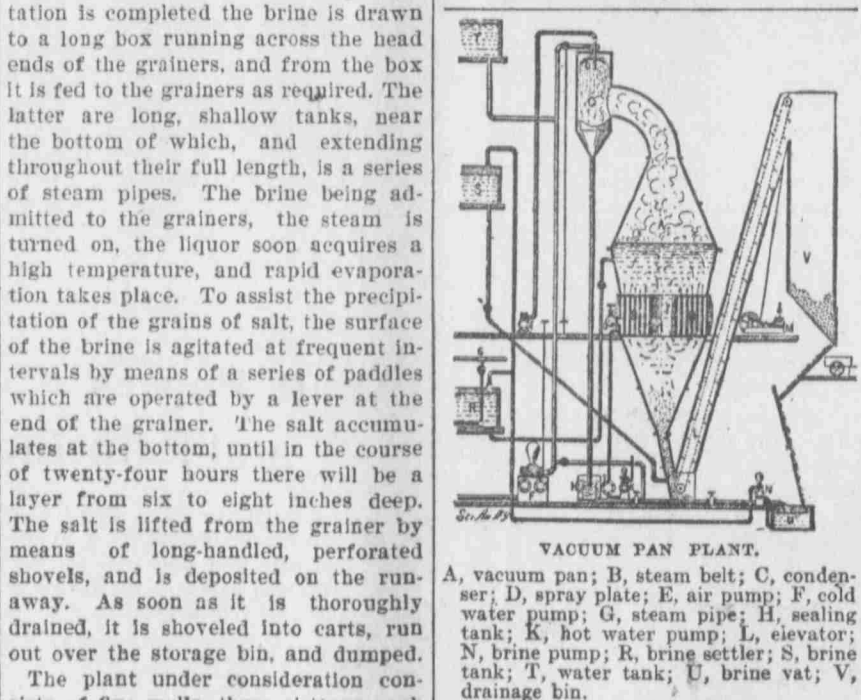 tation is completed the brine is drawn
to a long box running across the head
ends of the grainers, and from the box
it is fed to the grainers as required. The
latter are long, shallow tanks, near
the bottom of which, and extending
throughout their full length, is a series
of steam pipes. The brine being ad-
mitted to the grainers, the steam is
turned on, the liquor soon acquires a
high temperature, and rapid evapora-
tion takes place. To assist the precipi-
tation of the grains of salt, the surface
of the brine is agitated at frequent in-
tervals by means of a series of paddles
which are operated by a lever at the
end of the grainer. The salt accumu-
lates at the bottom, until in the course
of twenty-four hours there will be a
layer from six to eight inches deep.
The salt is lifted from the grainer by
means of long-handled, perforated
shovels, and is deposited on the run-
away. As soon as it is thoroughly
drained, it is shoveled into carts, run
out over the storage bin, and dumped.
The plant under consideration con-
T
S
V
R
VACUUM PAN PLANT.
A, vacuum pan; B, steam belt; C, conden-
ser; D, spray plate; E, air pump; F, cold
water pump; G, steam pipe; H, sealing
tank; K, hot water pump; L, elevator;
N, brine pump; R, brine settler; S, brine
tank; T, water tank; U, brine vat; V,
drainage bin.